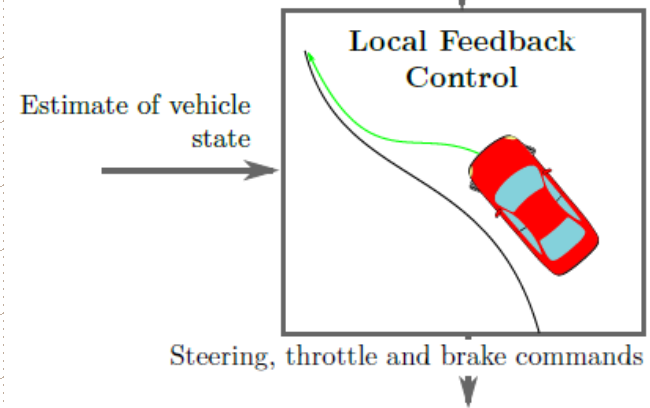 Local Feedback
Control
Estimate of vehicle
state
Steering, throttle and brake commands